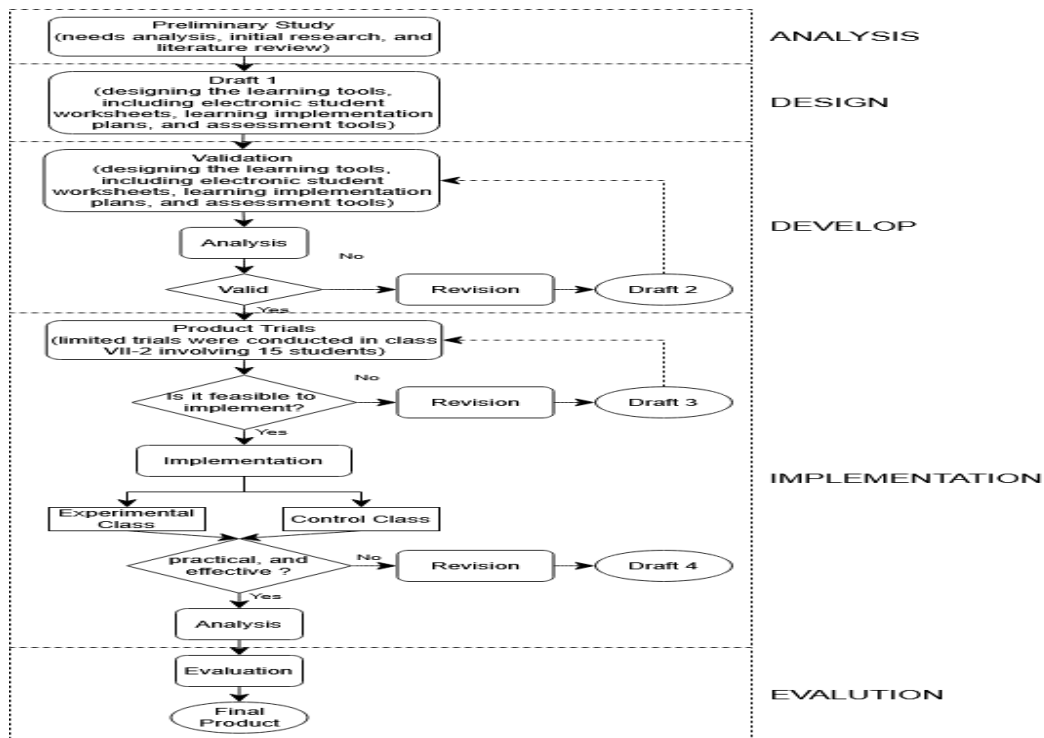 Preliminary Study
(needs analysis, initial research, and
literature review)
ANALYSIS
Draft 1
(designing the learning tools,
including electronic student
worksheets, learning implementation
plans, and assessment tools)
DESIGN
Validation
(designing the learning tools,
including electronic student
worksheets, learning implementation
plans, and assessment tools)
DEVELOP
Analysis
No
Valid
Revision
Draft 2
Yes
Product Trials
(limited trials were conducted in class
VII-2 involving 15 students)
No
Is it feasible to
implement?
Revision
Draft 3
Yes
Implementation
IMPLEMENTATION
Experimental
Class
Control Class
practical, and
effective ?
No
Revision
Draft 4
Yes
Analysis
Evaluation
EVALUTION
Final
Product